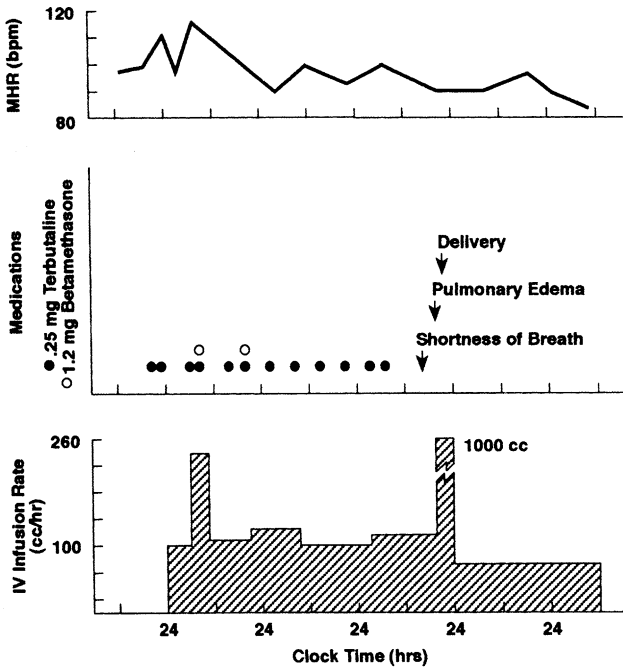 120
MHR (bpm)
80
Medications
● .25 mg Terbutaline
○ 1.2 mg Betamethasone
Delivery
Pulmonary Edema
Shortness of Breath
260
1000 cc
IV Infusion Rate
(cc/hr)
100
24 24 24 24 24
Clock Time (hrs)